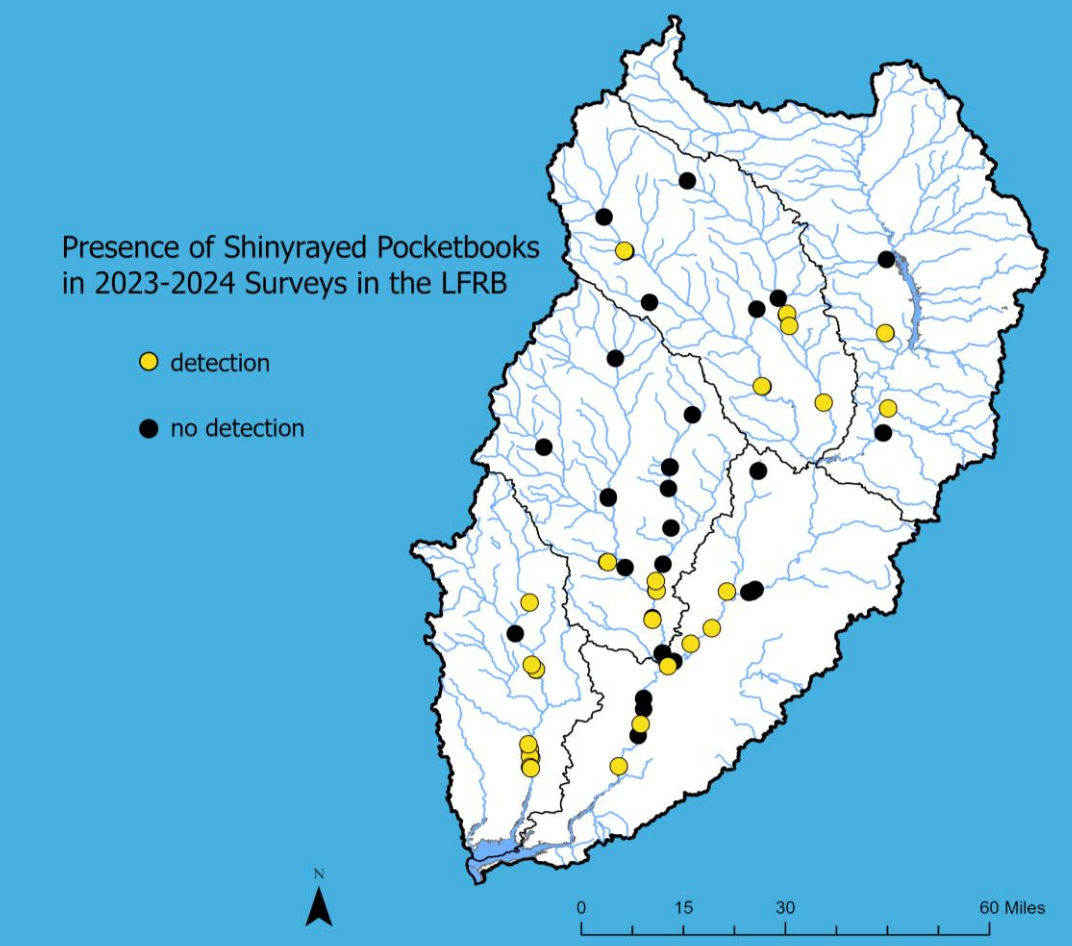 Presence of Shinyrayed Pocketbooks
in 2023-2024 Surveys in the LFRB
detection
no detection
N
0 15 30 60 Miles